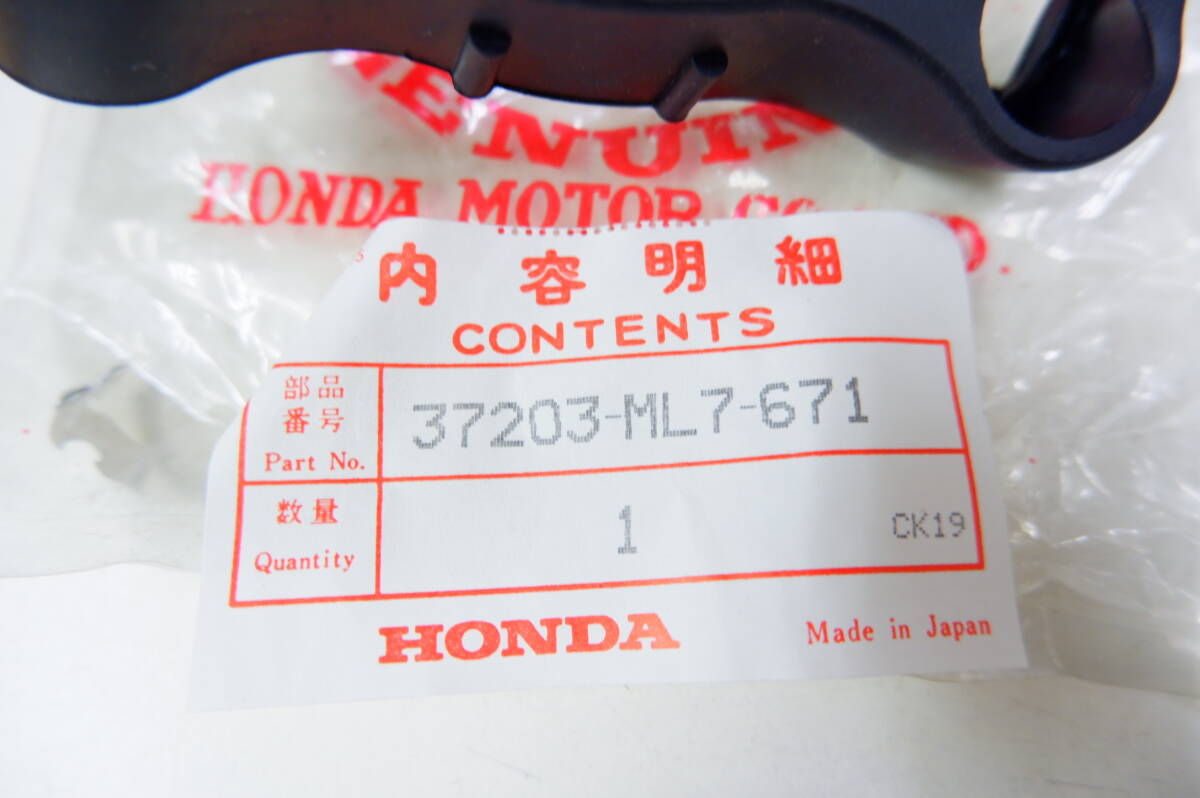 GENUIN
HONDA MOTOR CO
内容明細
CONTENTS
部品
番号
Part No.
37203-ML7-671
数量
Quantity
1
CK19
HONDA
Made in Japan